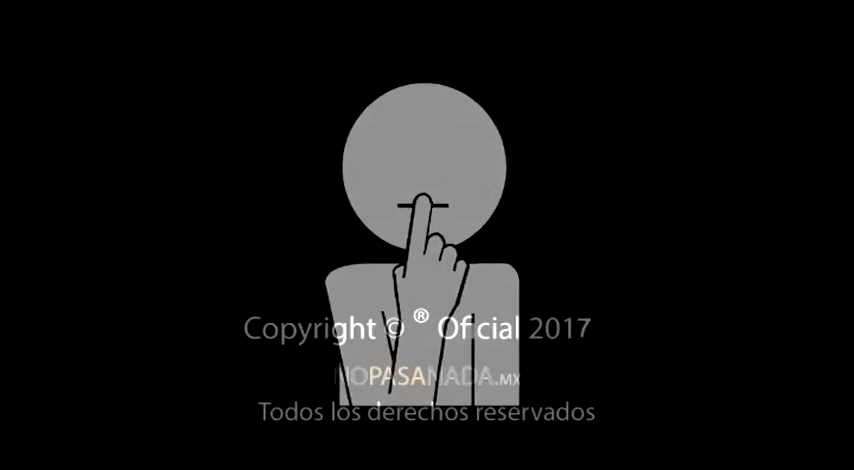 Copyright © ® Ofcial 2017
NOPASANADA.MX
Todos los derechos reservados